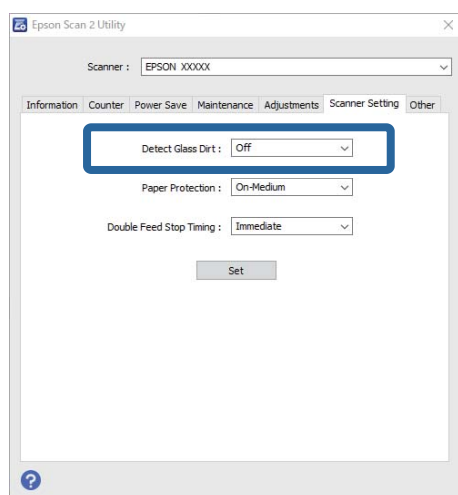 Epson Scan 2 Utility
Scanner : EPSON XXXXX
Information Counter Power Save Maintenance Adjustments Scanner Setting Other
Detect Glass Dirt : Off
Paper Protection : On-Medium
Double Feed Stop Timing : Immediate
Set
?